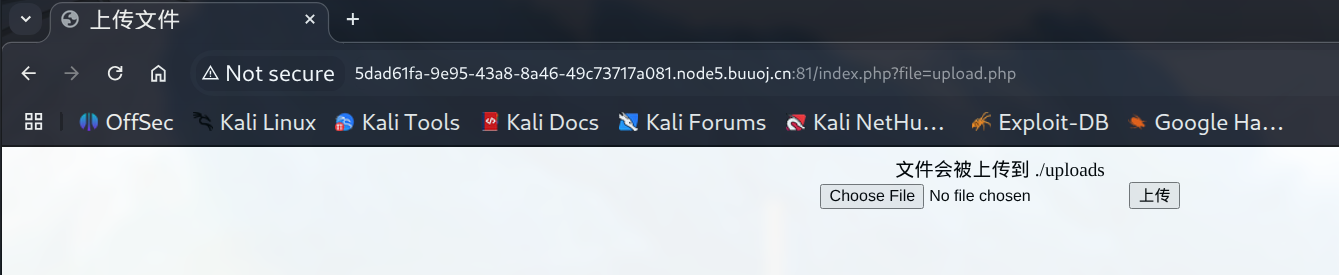 上传文件
Not secure 5dad61fa-9e95-43a8-8a46-49c73717a081.node5.buuoj.cn:81/index.php?file=upload.php
OffSec Kali Linux Kali Tools Kali Docs Kali Forums Kali NetHu... Exploit-DB Google Ha...
文件会被上传到 ./uploads
Choose File No file chosen 上传